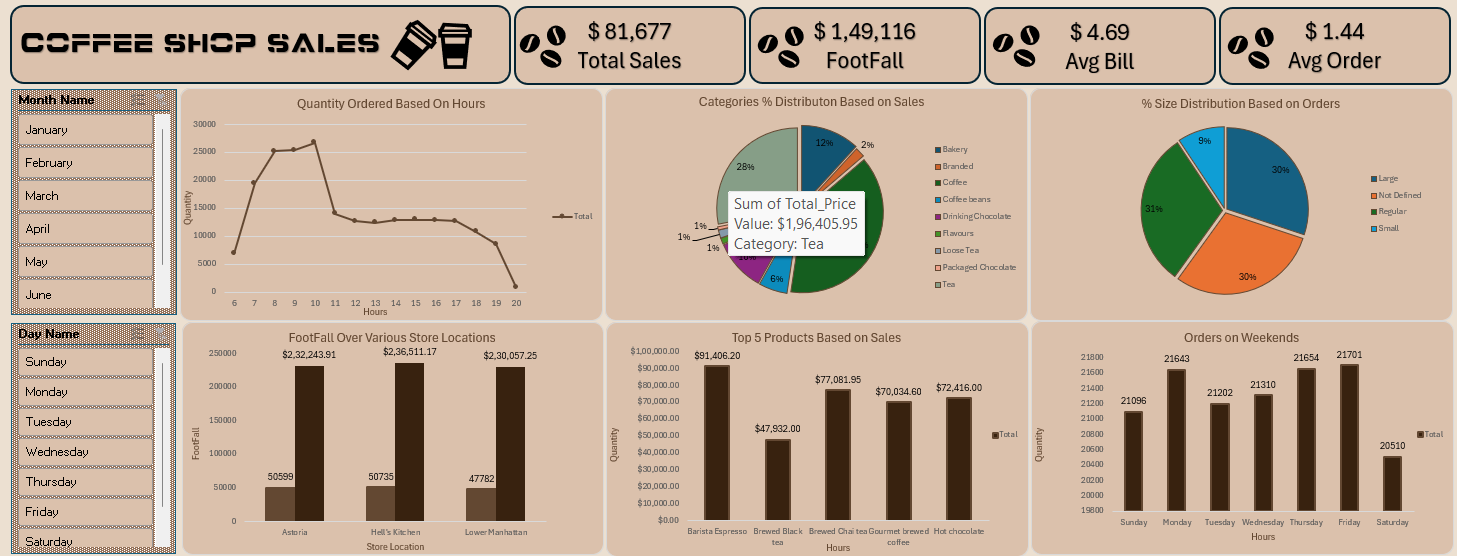 COFFEE SHOP SALES
$ 81,677
Total Sales
$ 1,49,116
FootFall
$ 4.69
Avg Bill
$ 1.44
Avg Order
Month Name
January
February
March
April
May
June
Quantity Ordered Based On Hours
30000
25000
20000
15000
10000
5000
0
Quantity
6 7 8 9 10 11 12 13 14 15 16 17 18 19 20
Hours
Total
Categories % Distributon Based on Sales
12%
2%
28%
1%
1%
1%
10%
6%
Sum of Total_Price
Value: $1,96,405.95
Category: Tea
Bakery
Branded
Coffee
Coffee beans
Drinking Chocolate
Flavours
Loose Tea
Packaged Chocolate
Tea
% Size Distribution Based on Orders
9%
30%
31%
30%
Large
Not Defined
Regular
Small
Day Name
Sunday
Monday
Tuesday
Wednesday
Thursday
Friday
Saturday
FootFall Over Various Store Locations
250000
200000
150000
100000
50000
0
FootFall
$2,32,243.91
$2,36,511.17
$2,30,057.25
50599
50735
47782
Astoria
Hell's Kitchen
Lower Manhattan
Store Location
Top 5 Products Based on Sales
$100,000.00
$90,000.00
$80,000.00
$70,000.00
$60,000.00
$50,000.00
$40,000.00
$30,000.00
$20,000.00
$10,000.00
$0.00
Quantity
$91,406.20
$47,932.00
$77,081.95
$70,034.60
$72,416.00
Barista Espresso
Brewed Black
tea
Brewed Chai tea
Gourmet brewed
coffee
Hot chocolate
Hours
Total
Orders on Weekends
21800
21600
21400
21200
21000
20800
20600
20400
20200
20000
19800
Quantity
21096
21643
21202
21310
21654
21701
20510
Sunday
Monday
Tuesday
Wednesday
Thursday
Friday
Saturday
Hours
Total